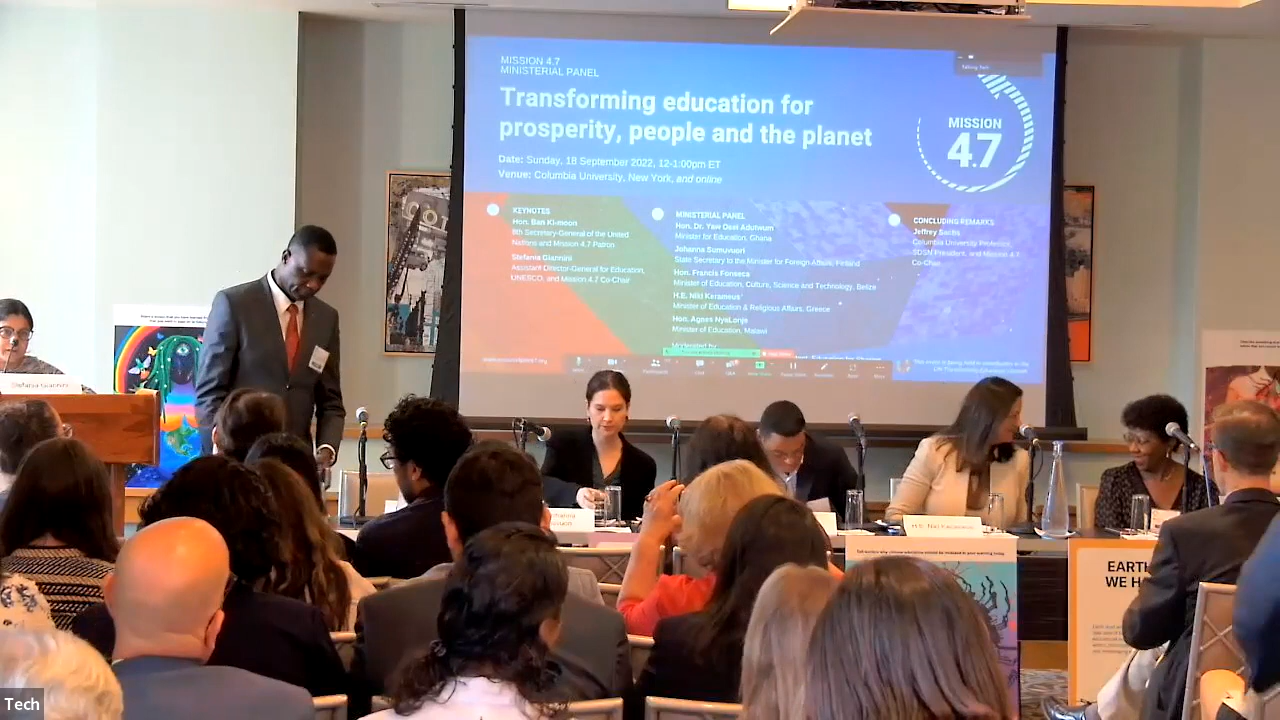 MISSION 4.7
MINISTERIAL PANEL
Transforming education for
prosperity, people and the planet
Date: Sunday, 18 September 2022, 12-1:00pm ET
Venue: Columbia University, New York, and online
MISSION
4.7
KEYNOTES
Hon. Ban Ki-moon
8th Secretary-General of the United
Nations and Mission 4.7 Patron
Stefania Giannini
Assistant Director-General for Education,
UNESCO, and Mission 4.7 Co-Chair
MINISTERIAL PANEL
Hon. Dr. Yaw Osei Adutwum
Minister for Education, Ghana
Johanna Sumuvuori
State Secretary to the Minister for Foreign Affairs, Finland
Hon. Francis Fonseca
Minister of Education, Culture, Science and Technology, Belize
H.E. Niki Kerameus
Minister of Education & Religious Affairs, Greece
Hon. Agnes NyaLonje
Minister of Education, Malawi
Moderated by:
CONCLUDING REMARKS
Jeffrey Sachs
Columbia University Professor,
SDSN President, and Mission 4.7
Co-Chair
Stefania Giannini
H.E. Niki Kerameus
EARTH
WE H
Tech